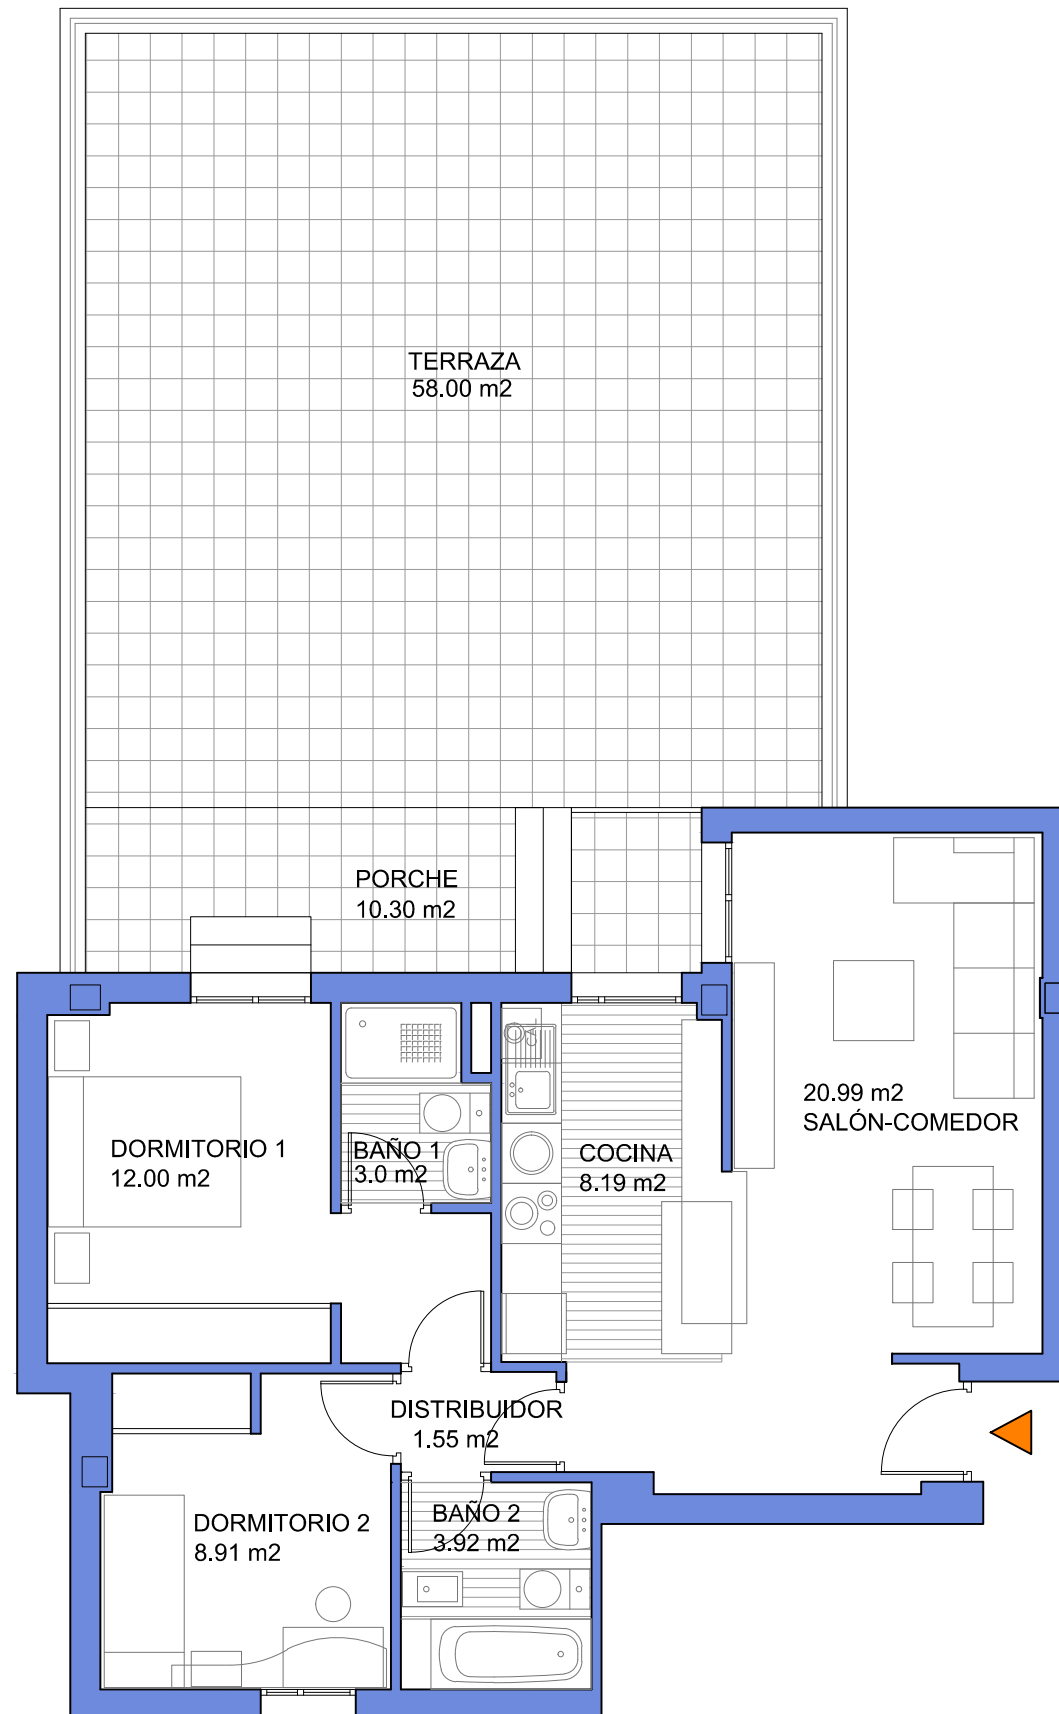 TERRAZA
58.00 m2
PORCHE
10.30 m2
20.99 m2
SALÓN-COMEDOR
DORMITORIO 1
12.00 m2
BAÑO 1
3.0 m2
COCINA
8.19 m2
DISTRIBUIDOR
1.55 m2
DORMITORIO 2
8.91 m2
BAÑO 2
3.92 m2